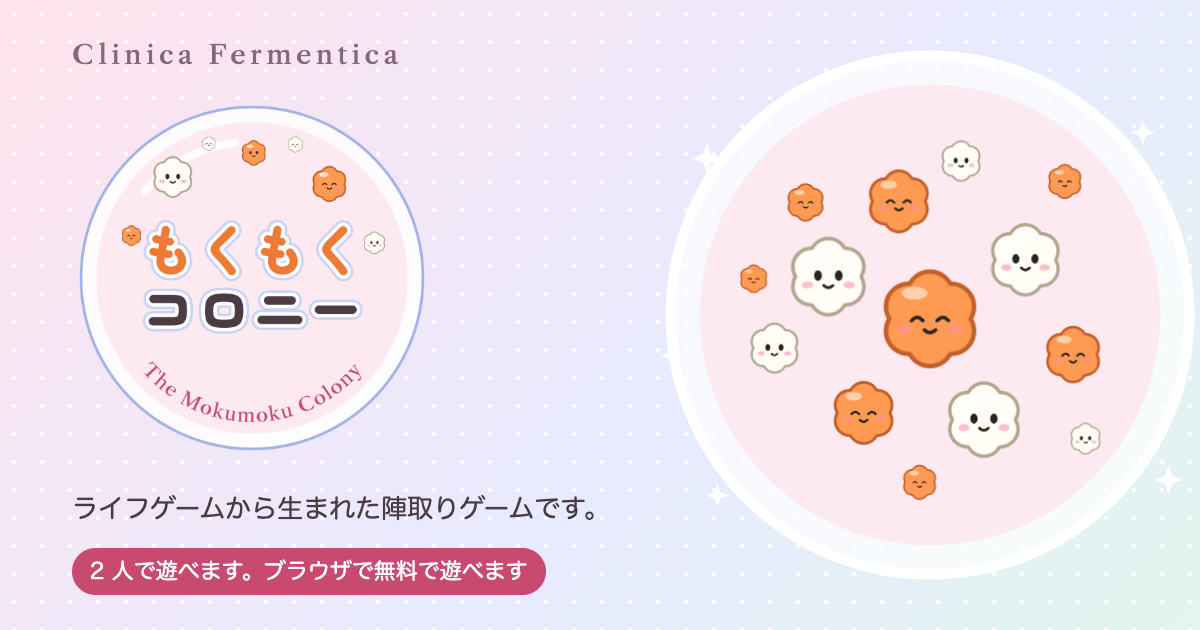 Clinica Fermentica
もくもく
コロニー
The Mokumoku Colony
ライフゲームから生まれた陣取りゲームです。
2 人で遊べます。ブラウザで無料で遊べます